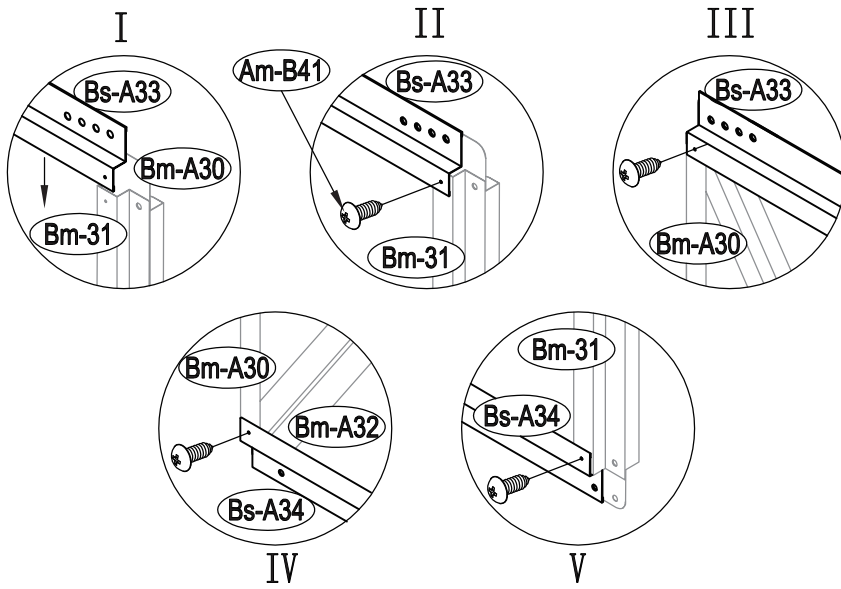 I
II
III
Bs-A33
Bm-A30
Bm-31
Am-B41
Bs-A33
Bm-31
Bs-A33
Bm-A30
Bm-A30
Bm-A32
Bs-A34
Bm-31
Bs-A34
IV
V